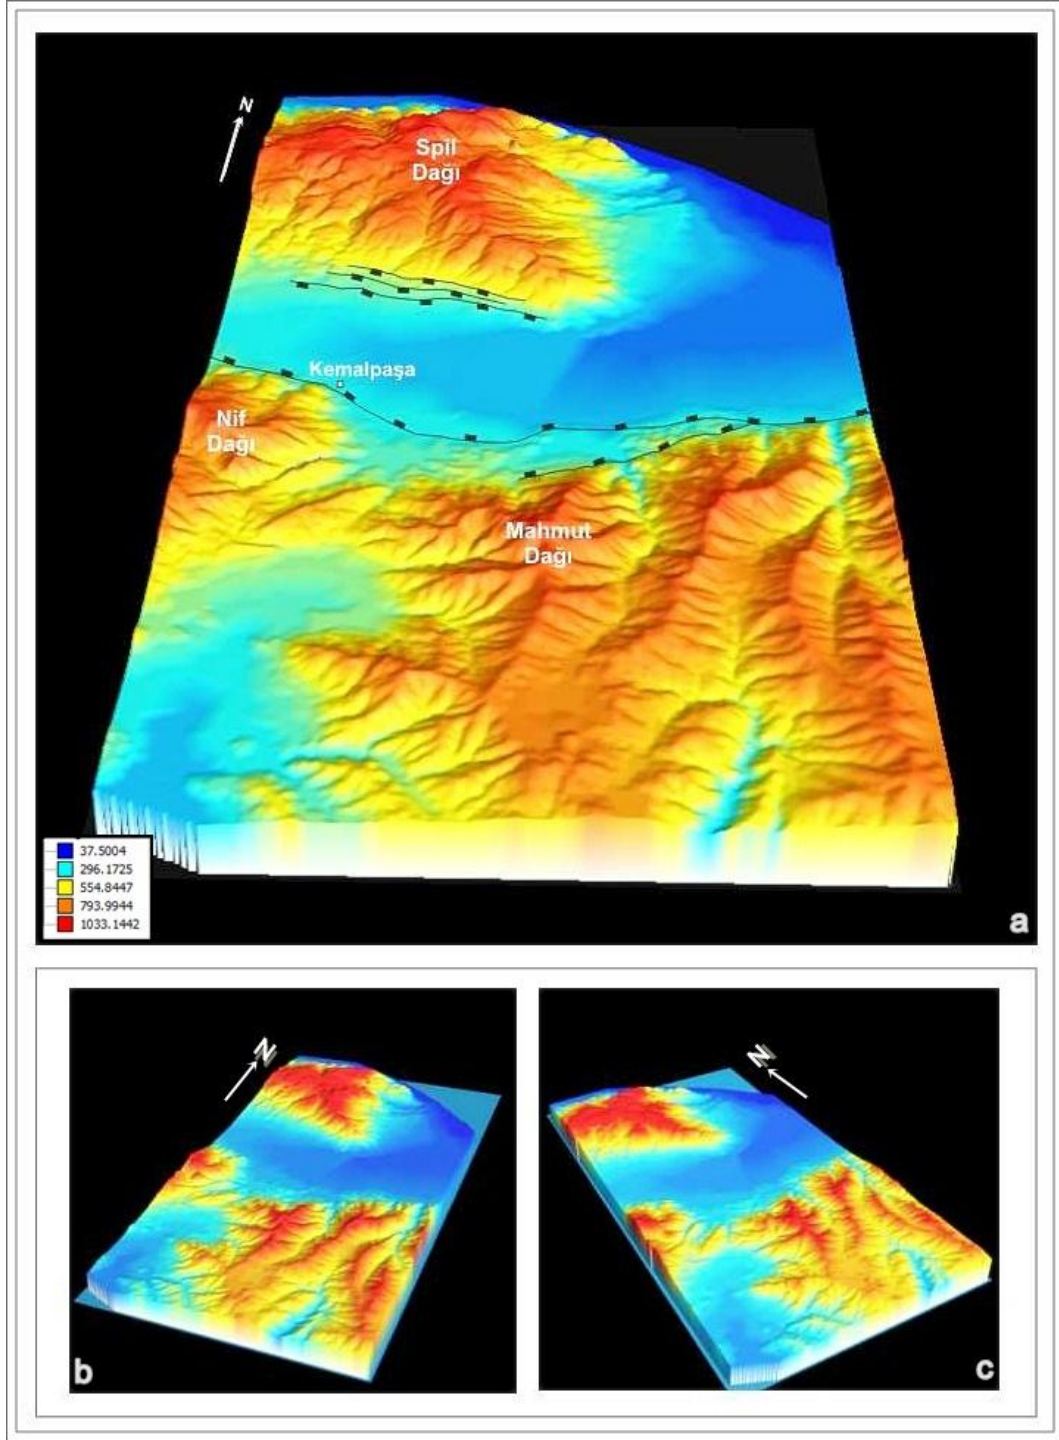 N
Spil
Dağı
Kemalpaşa
Nif
Dağı
Mahmut
Dağı
37.5004
296.1725
554.8447
793.9944
1033.1442
a
N
b
N
c